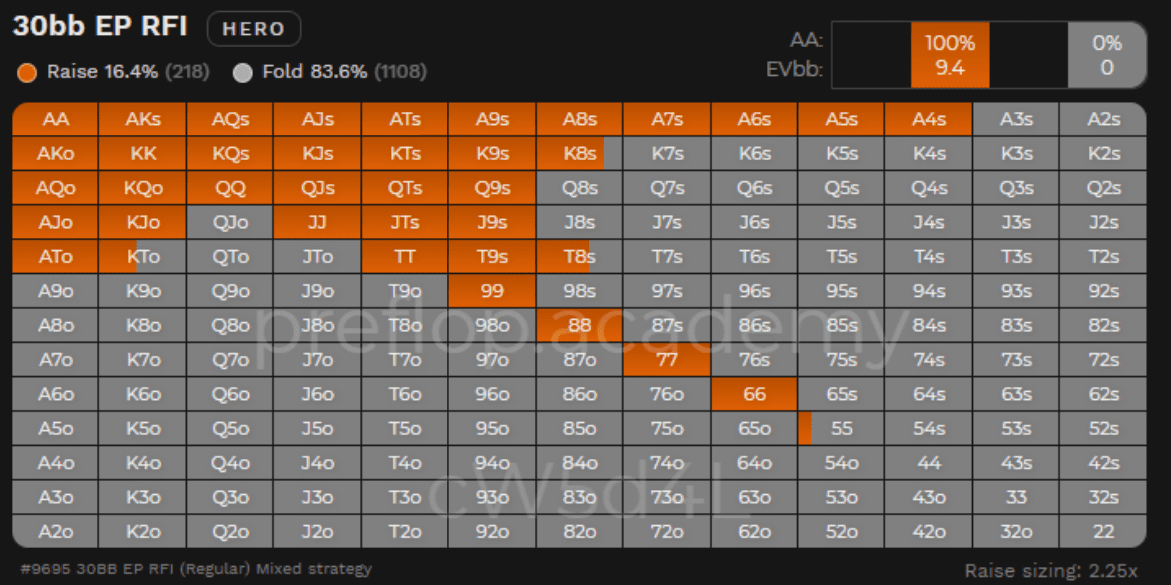 30bb EP RFI HERO
Raise 16.4% (218) Fold 83.6% (1108)
AA: 100% 0%
EVbb: 9.4 0
AA AKs AQs AJs ATs A9s A8s A7s A6s A5s A4s A3s A2s
AKo KK KQs KJs KTs K9s K8s K7s K6s K5s K4s K3s K2s
AQo KQo QQ QJs QTs Q9s Q8s Q7s Q6s Q5s Q4s Q3s Q2s
AJo KJo QJo JJ JTs J9s J8s J7s J6s J5s J4s J3s J2s
ATo KTo QTo JTo TT T9s T8s T7s T6s T5s T4s T3s T2s
A9o K9o Q9o J9o T9o 99 98s 97s 96s 95s 94s 93s 92s
A8o K8o Q8o J8o T8o 98o 88 87s 86s 85s 84s 83s 82s
preflop.academy
A7o K7o Q7o J7o T7o 97o 87o 77 76s 75s 74s 73s 72s
A6o K6o Q6o J6o T6o 96o 86o 76o 66 65s 64s 63s 62s
A5o K5o Q5o J5o T5o 95o 85o 75o 65o 55 54s 53s 52s
A4o K4o Q4o J4o T4o 94o 84o 74o 64o 54o 44 43s 42s
cW5d4L
A3o K3o Q3o J3o T3o 93o 83o 73o 63o 53o 43o 33 32s
A2o K2o Q2o J2o T2o 92o 82o 72o 62o 52o 42o 32o 22
#9695 30BB EP RFI (Regular) Mixed strategy
Raise sizing: 2.25x